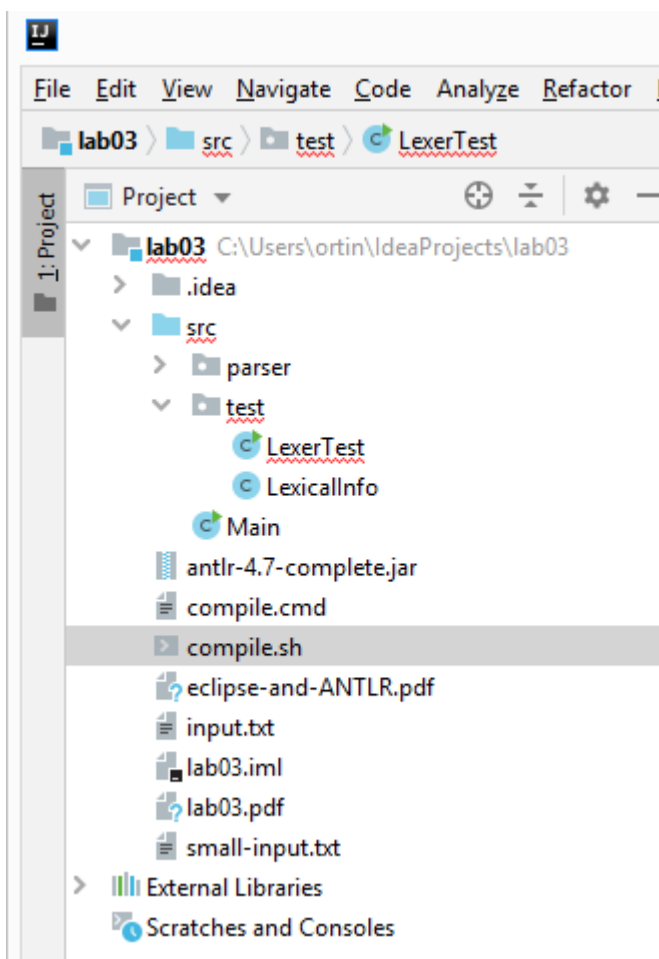 IJ
File Edit View Navigate Code Analyze Refactor
lab03 src test LexerTest
1: Project
Project
lab03 C:\Users\ortin\IdeaProjects\lab03
.idea
src
parser
test
LexerTest
LexicalInfo
Main
antlr-4.7-complete.jar
compile.cmd
compile.sh
eclipse-and-ANTLR.pdf
input.txt
lab03.iml
lab03.pdf
small-input.txt
External Libraries
Scratches and Consoles